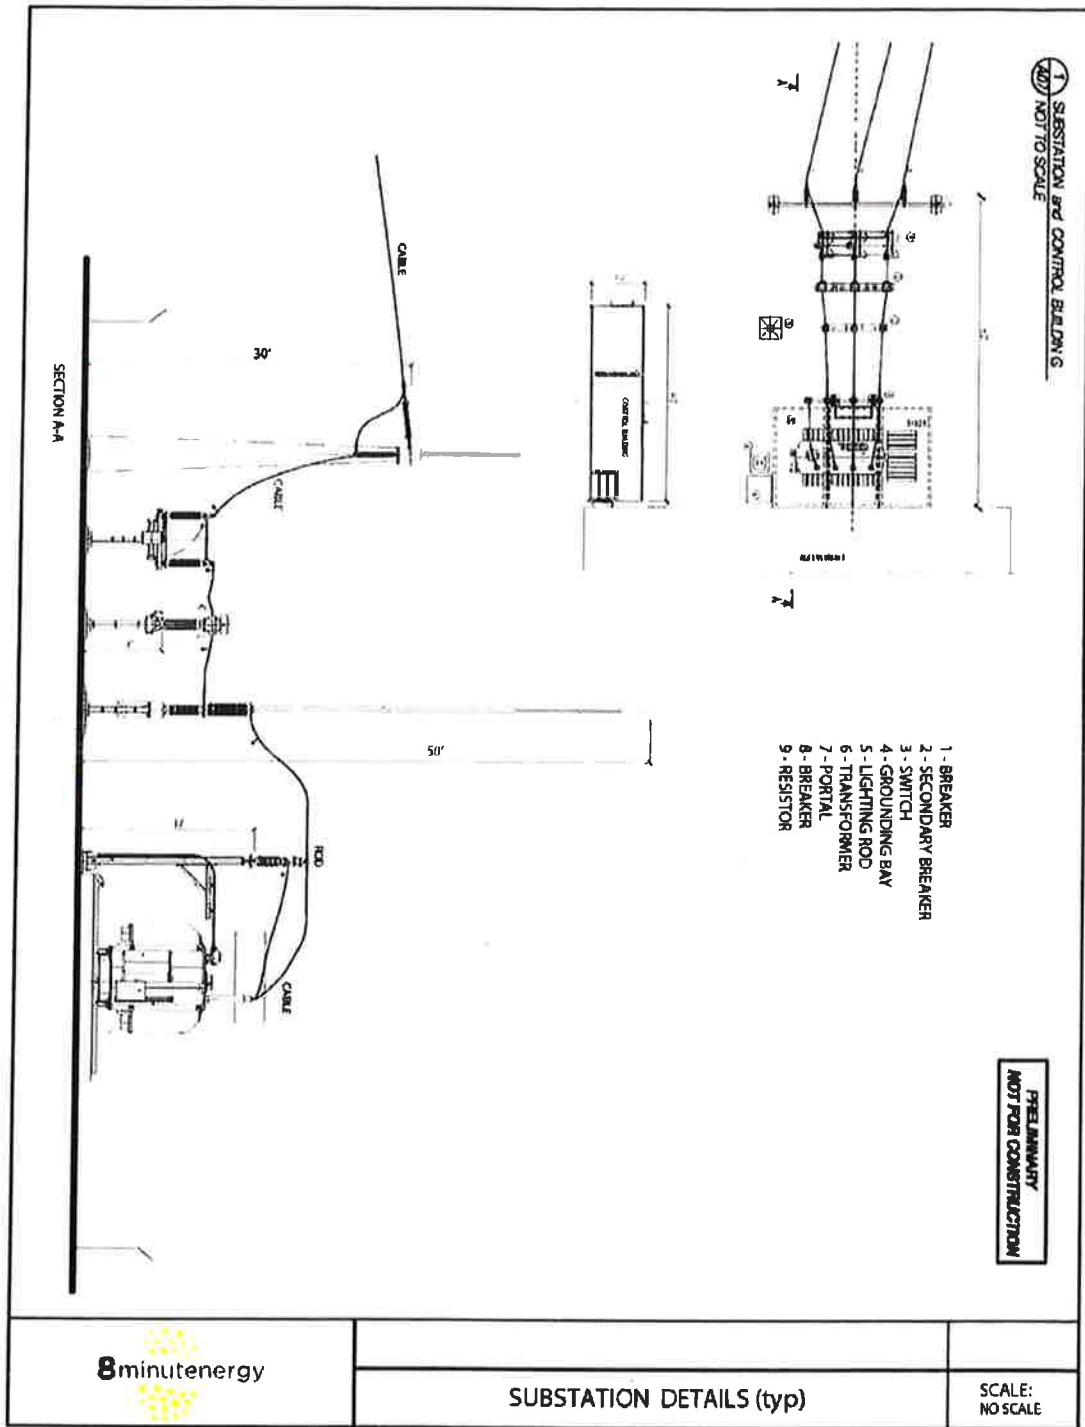 1
A07
SUBSTATION and CONTROL BUILDING
NOT TO SCALE
CONTROL BUILDING
1 - BREAKER
2 - SECONDARY BREAKER
3 - SWITCH
4 - GROUNDING BAY
5 - LIGHTING ROD
6 - TRANSFORMER
7 - PORTAL
8 - BREAKER
9 - RESISTOR
CABLE
30'
CABLE
50'
ROD
CABLE
SECTION A-A
PRELIMINARY
NOT FOR CONSTRUCTION
8minutenergy
SUBSTATION DETAILS (typ)
SCALE:
NO SCALE